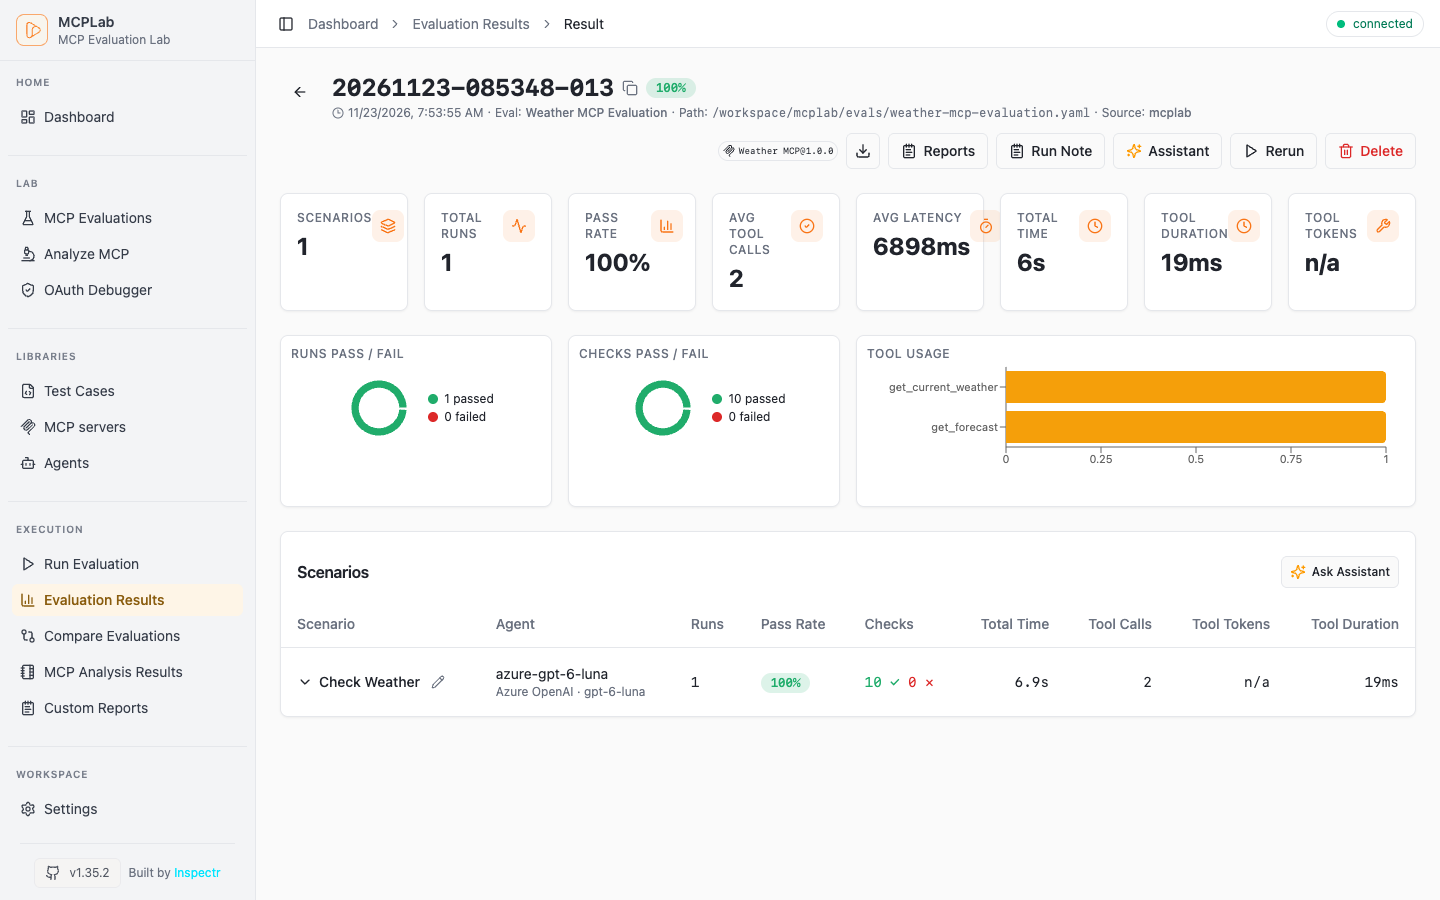 MCPLab
MCP Evaluation Lab
HOME
Dashboard
LAB
MCP Evaluations
Analyze MCP
OAuth Debugger
LIBRARIES
Test Cases
MCP servers
Agents
EXECUTION
Run Evaluation
Evaluation Results
Compare Evaluations
MCP Analysis Results
Custom Reports
WORKSPACE
Settings
v1.35.2
Built by Inspectr
Dashboard > Evaluation Results > Result
connected
20261123-085348-013 100%
11/23/2026, 7:53:55 AM · Eval: Weather MCP Evaluation · Path: /workspace/mcplab/evals/weather-mcp-evaluation.yaml · Source: mcplab
Weather MCP@1.0.0
Reports
Run Note
Assistant
Rerun
Delete
SCENARIOS
1
TOTAL
RUNS
1
PASS
RATE
100%
AVG
TOOL
CALLS
2
AVG LATENCY
6898ms
TOTAL
TIME
6s
TOOL
DURATION
19ms
TOOL
TOKENS
n/a
RUNS PASS / FAIL
1 passed
0 failed
CHECKS PASS / FAIL
10 passed
0 failed
TOOL USAGE
get_current_weather
get_forecast
0 0.25 0.5 0.75 1
Scenarios
Ask Assistant
Scenario Agent Runs Pass Rate Checks Total Time Tool Calls Tool Tokens Tool Duration
Check Weather azure-gpt-6-luna 1 100% 10 ✓ 0 × 6.9s 2 n/a 19ms
Azure OpenAI · gpt-6-luna